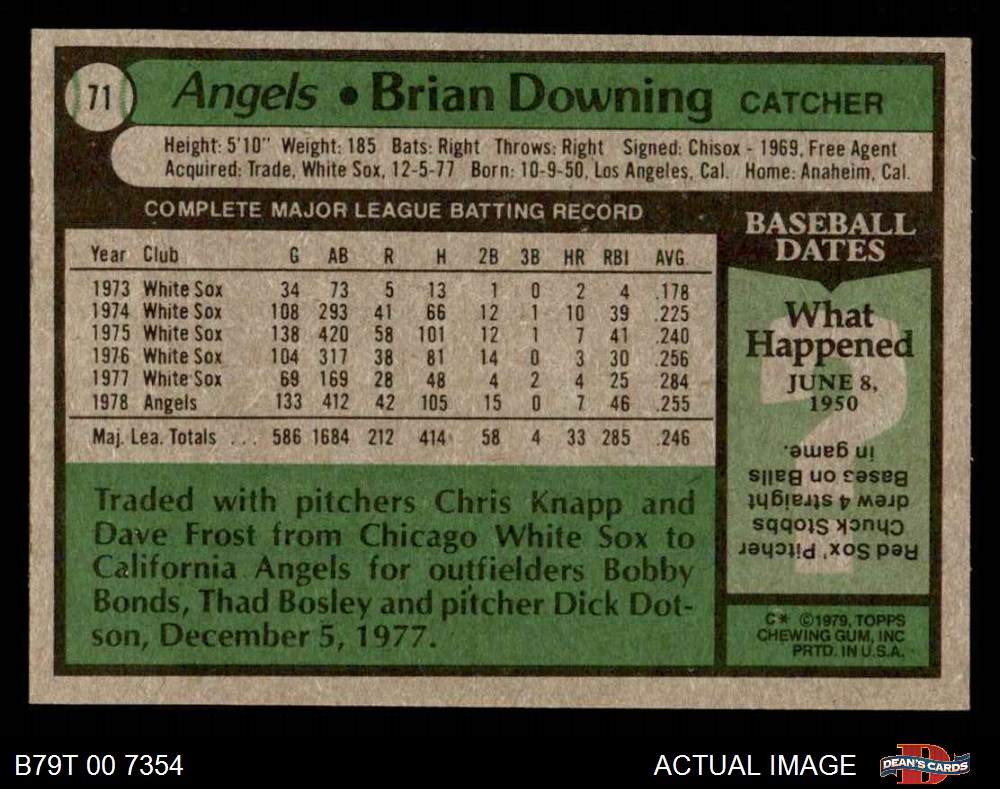 71 Angels • Brian Downing CATCHER
Height: 5'10" Weight: 185 Bats: Right Throws: Right Signed: Chisox - 1969, Free Agent
Acquired: Trade, White Sox, 12-5-77 Born: 10-9-50, Los Angeles, Cal. Home: Anaheim, Cal.
COMPLETE MAJOR LEAGUE BATTING RECORD
Year Club G AB R H 2B 3B HR RBI AVG.
1973 White Sox 34 73 5 13 1 0 2 4 .178
1974 White Sox 108 293 41 66 12 1 10 39 .225
1975 White Sox 138 420 58 101 12 1 7 41 .240
1976 White Sox 104 317 38 81 14 0 3 30 .256
1977 White Sox 69 169 28 48 4 2 4 25 .284
1978 Angels 133 412 42 105 15 0 7 46 .255
Maj. Lea. Totals . . . 586 1684 212 414 58 4 33 285 .246
Traded with pitchers Chris Knapp and
Dave Frost from Chicago White Sox to
California Angels for outfielders Bobby
Bonds, Thad Bosley and pitcher Dick Dot-
son, December 5, 1977.
BASEBALL
DATES
What
Happened
JUNE 8,
1950
?
Red Sox' Pitcher
Chuck Stobbs
drew 4 straight
Bases on Balls
in game.
C* ©1979, TOPPS
CHEWING GUM, INC
PRTD. IN U.S.A.
B79T 00 7354
ACTUAL IMAGE
D
DEAN'S CARDS